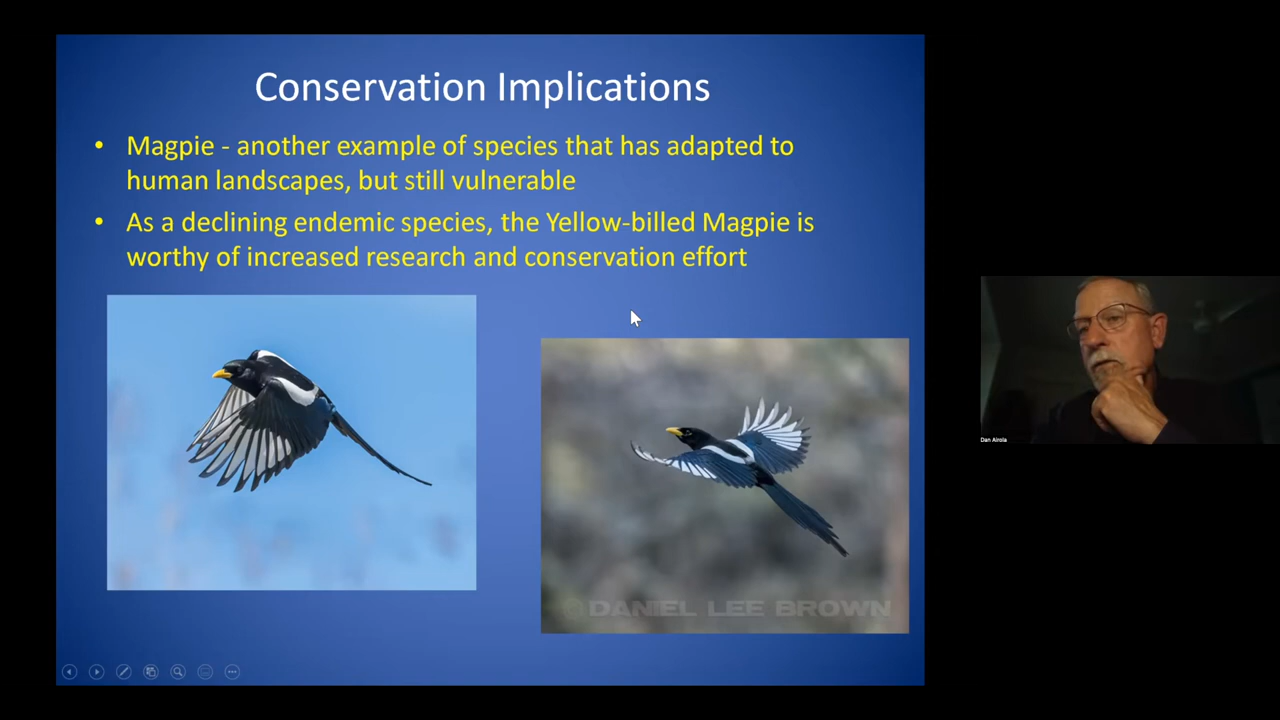 Conservation Implications
• Magpie - another example of species that has adapted to
human landscapes, but still vulnerable
• As a declining endemic species, the Yellow-billed Magpie is
worthy of increased research and conservation effort
© DANIEL LEE BROWN
Dan Airola